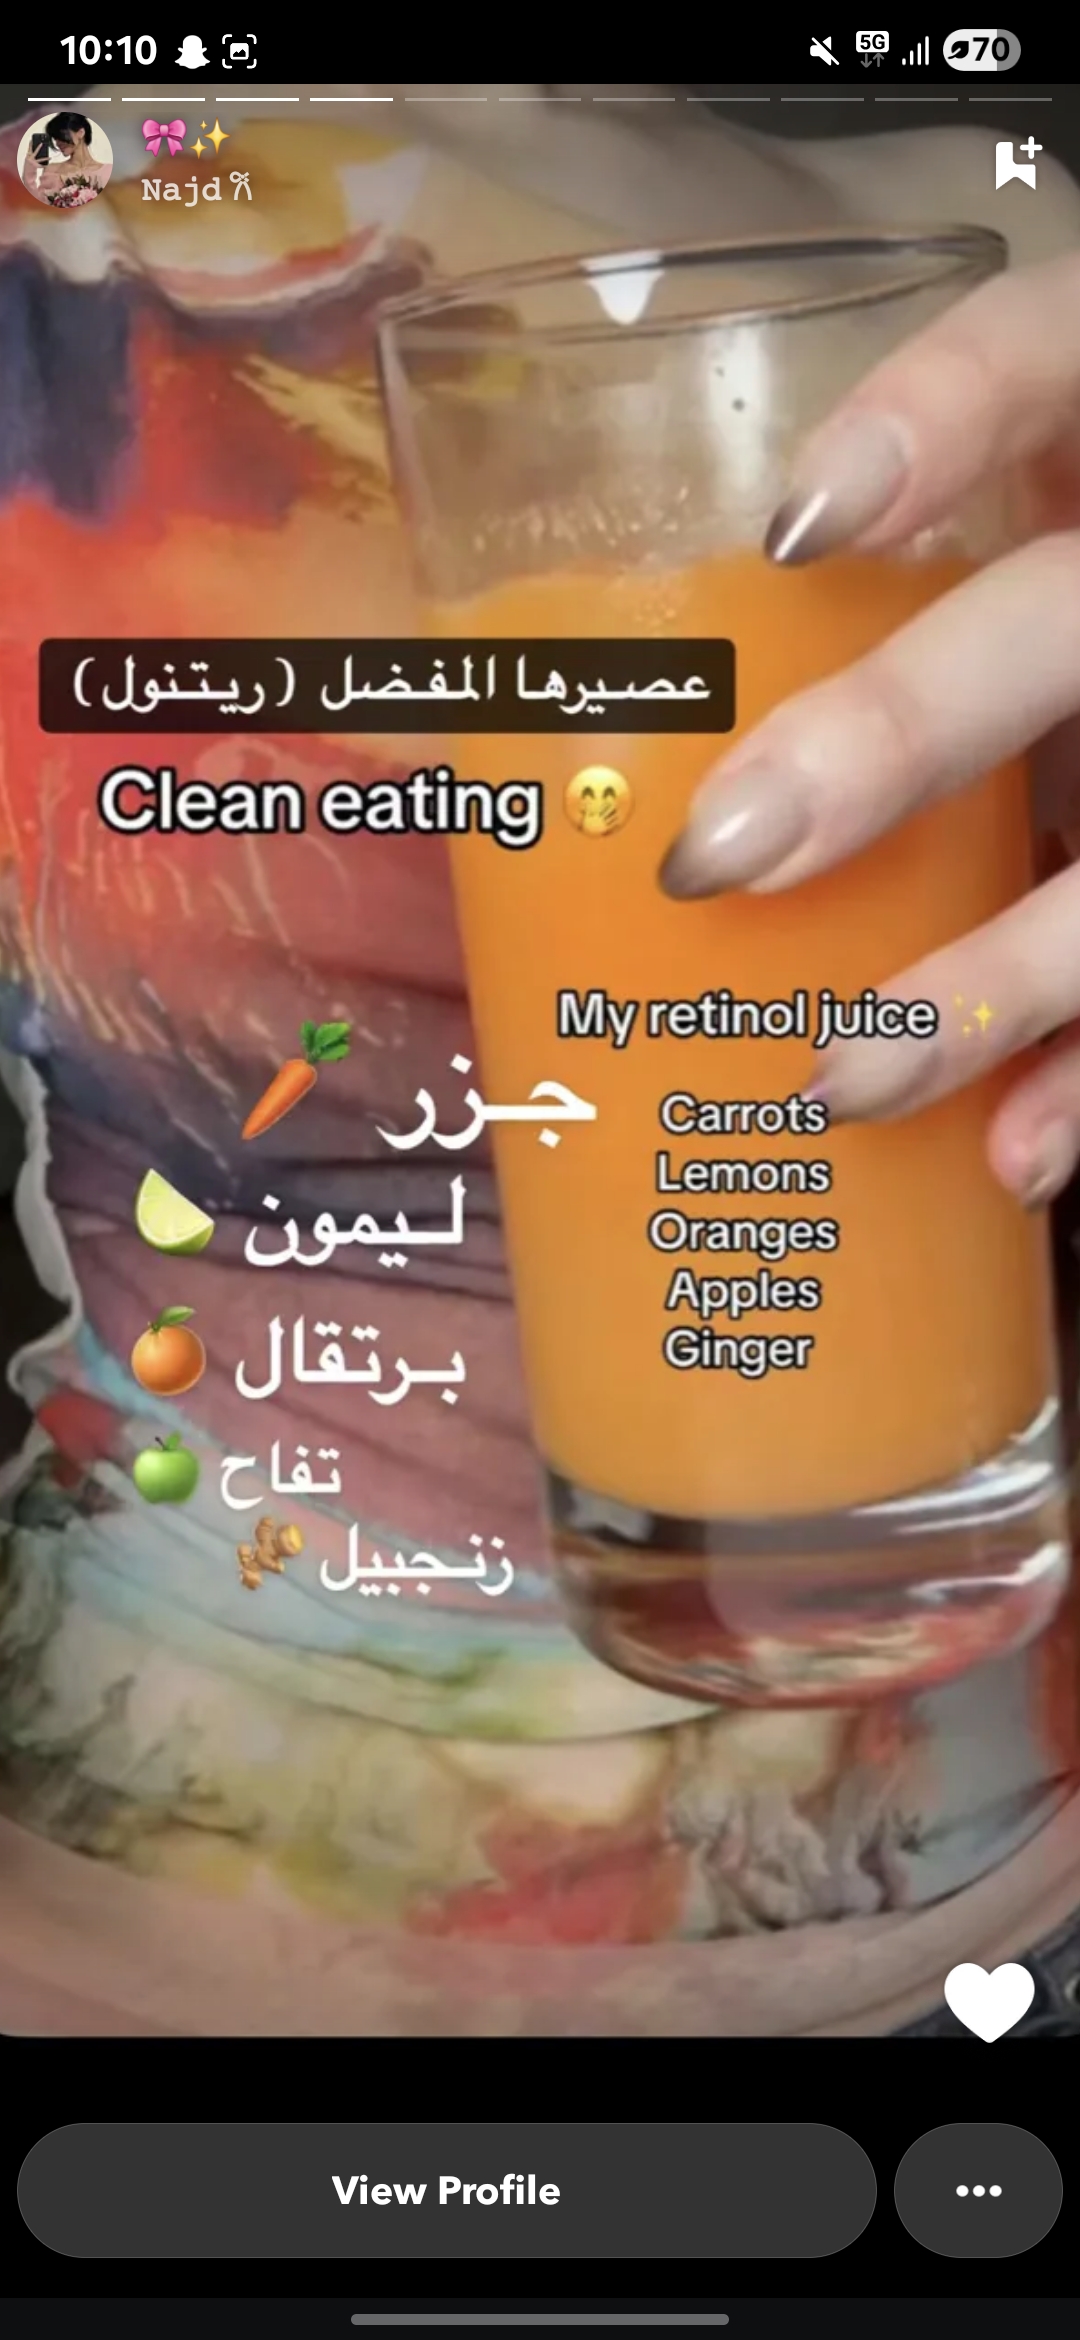 10:10
5G
70
🎀✨
Najd
عصيرها المفضل (ريتنول)
Clean eating 🤭
My retinol juice ✨
جزر 🥕
Carrots
ليمون 🍋‍🟩
Lemons
برتقال 🍊
Oranges
تفاح 🍏
Apples
زنجبيل 🫚
Ginger
View Profile